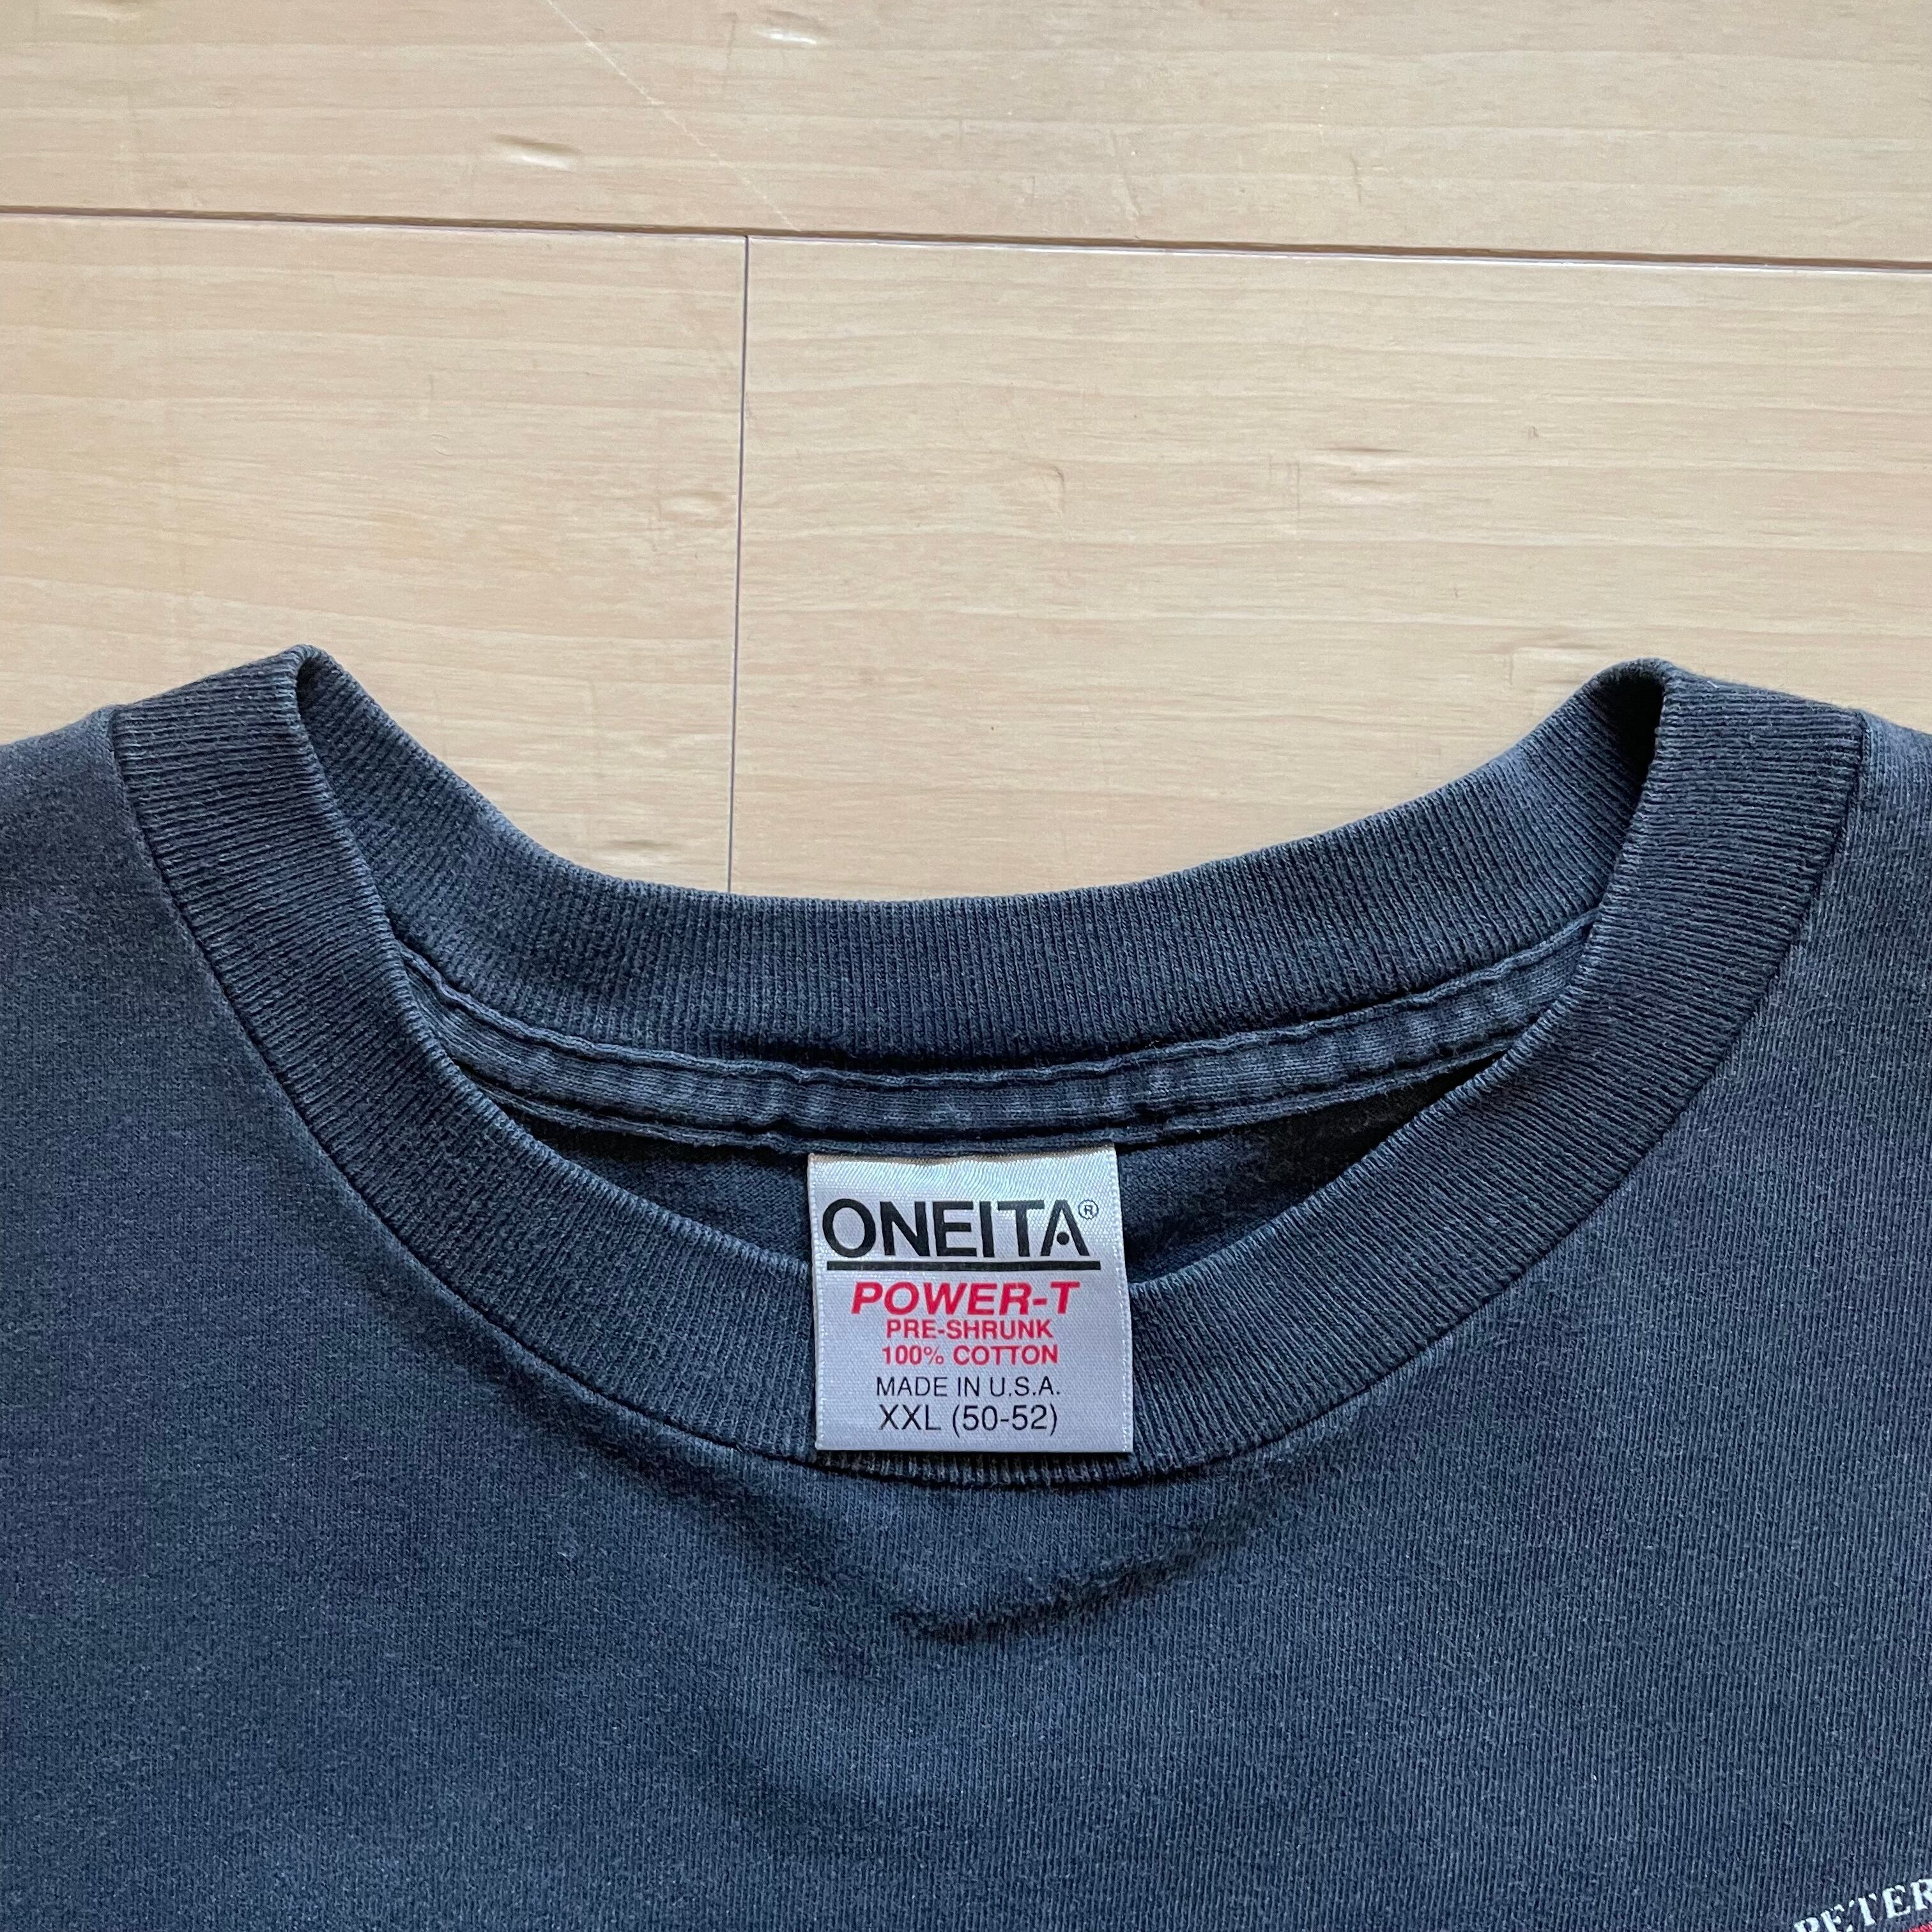 ONEITA®
POWER-T
PRE-SHRUNK
100% COTTON
MADE IN U.S.A.
XXL (50-52)
PETER